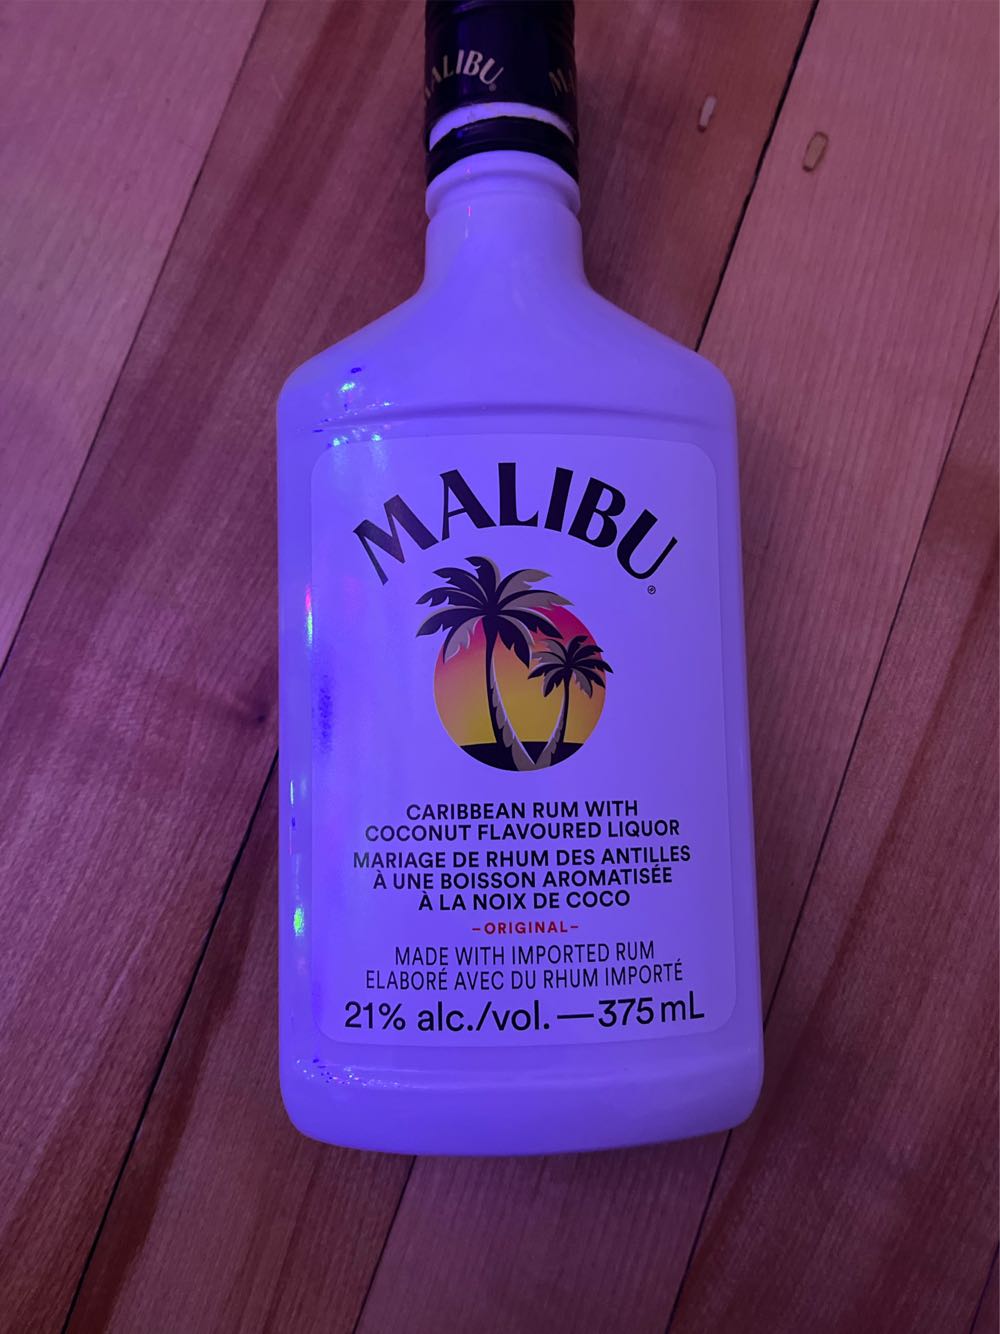 MALIBU
MALIBU
CARIBBEAN RUM WITH
COCONUT FLAVOURED LIQUOR
MARIAGE DE RHUM DES ANTILLES
À UNE BOISSON AROMATISÉE
À LA NOIX DE COCO
-ORIGINAL-
MADE WITH IMPORTED RUM
ELABORÉ AVEC DU RHUM IMPORTÉ
21% alc./vol. — 375 mL